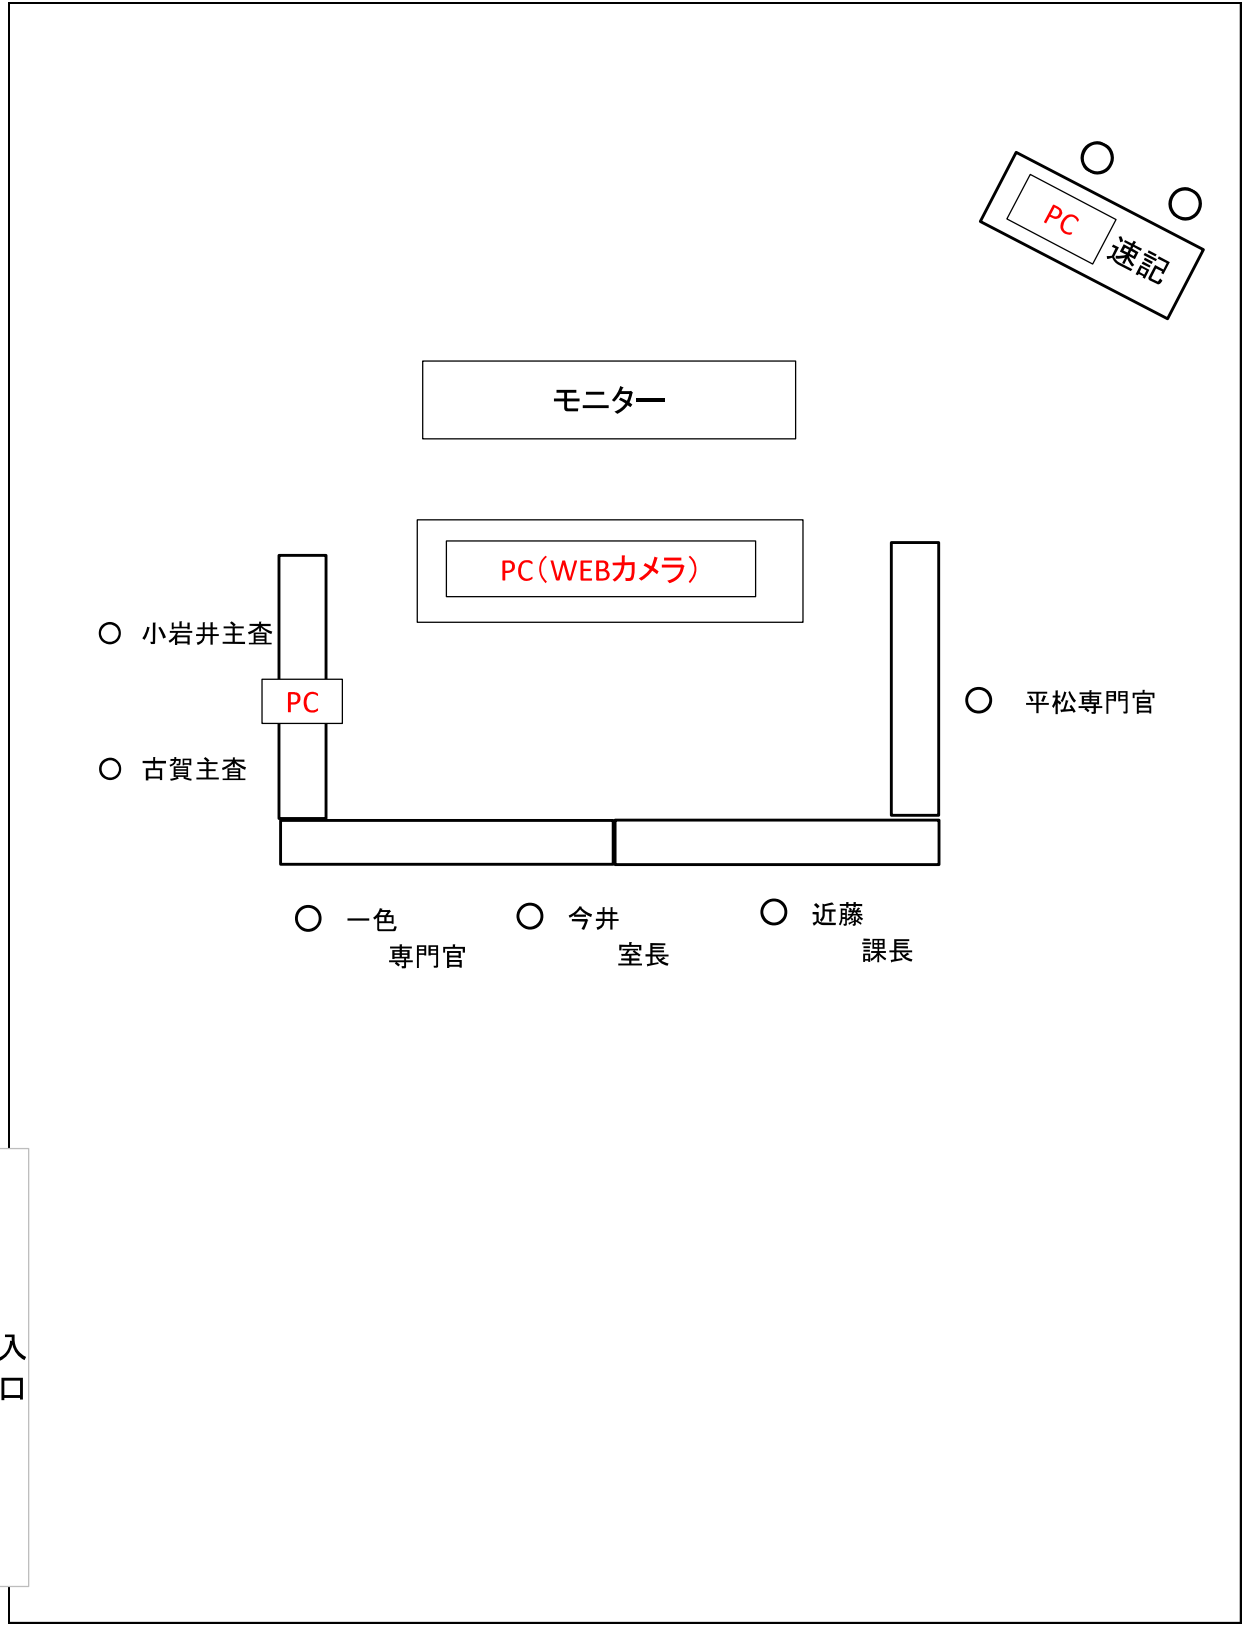 PC
速記
モニター
PC（WEBカメラ）
小岩井主査
PC
平松専門官
古賀主査
一色
専門官
今井
室長
近藤
課長
入
口